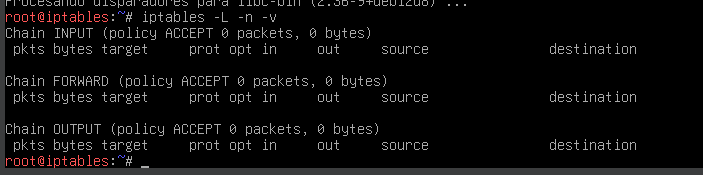 Procesando disparadores para libc-bin (2.36-9+deb12u8) ...
root@iptables:~# iptables -L -n -v
Chain INPUT (policy ACCEPT 0 packets, 0 bytes)
 pkts bytes target     prot opt in     out     source               destination

Chain FORWARD (policy ACCEPT 0 packets, 0 bytes)
 pkts bytes target     prot opt in     out     source               destination

Chain OUTPUT (policy ACCEPT 0 packets, 0 bytes)
 pkts bytes target     prot opt in     out     source               destination
root@iptables:~# _